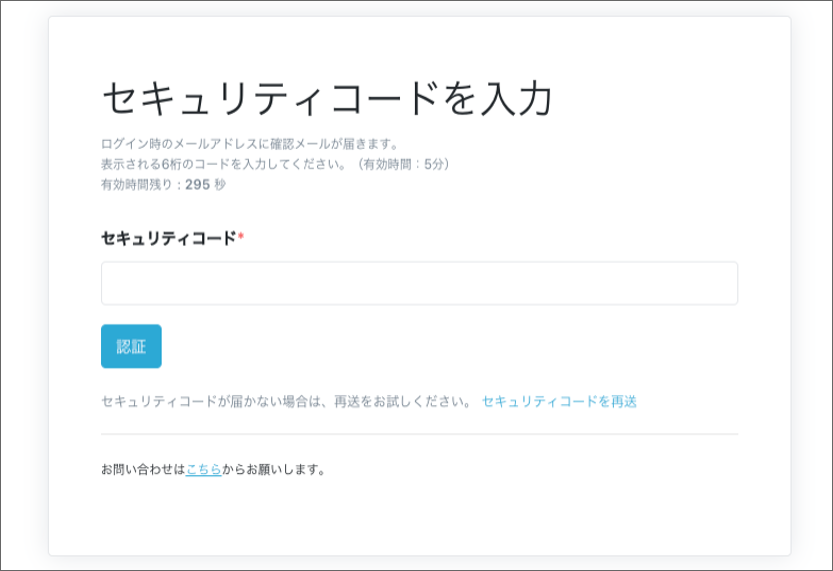 セキュリティコードを入力
ログイン時のメールアドレスに確認メールが届きます。
表示される6桁のコードを入力してください。（有効時間：5分）
有効時間残り：295 秒
セキュリティコード*
認証
セキュリティコードが届かない場合は、再送をお試しください。 セキュリティコードを再送
お問い合わせはこちらからお願いします。